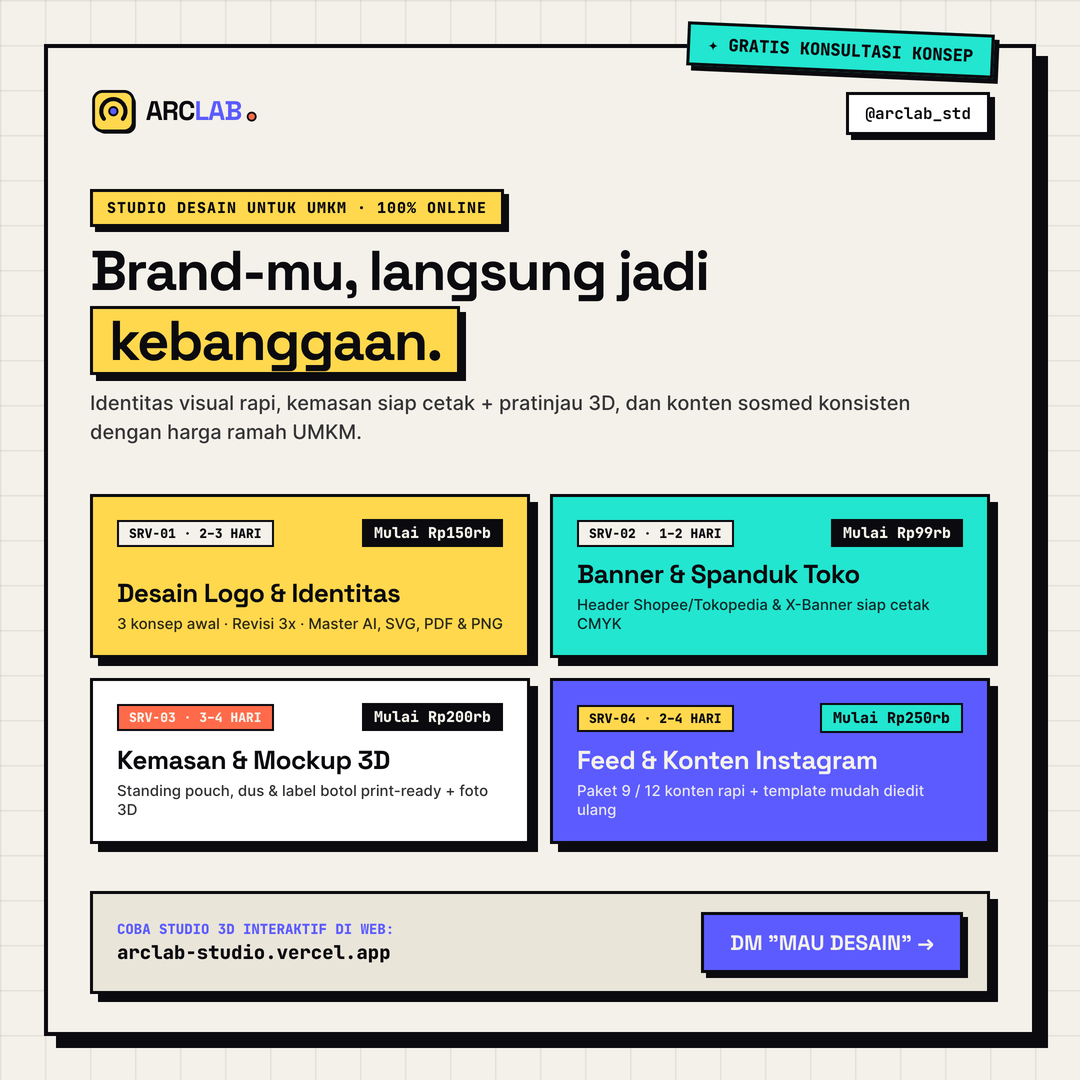 ✦ GRATIS KONSULTASI KONSEP
ARCLAB
@arclab_std
STUDIO DESAIN UNTUK UMKM · 100% ONLINE
Brand-mu, langsung jadi
kebanggaan.
Identitas visual rapi, kemasan siap cetak + pratinjau 3D, dan konten sosmed konsisten
dengan harga ramah UMKM.
SRV-01 · 2–3 HARI
Mulai Rp150rb
Desain Logo & Identitas
3 konsep awal · Revisi 3x · Master AI, SVG, PDF & PNG
SRV-02 · 1–2 HARI
Mulai Rp99rb
Banner & Spanduk Toko
Header Shopee/Tokopedia & X-Banner siap cetak
CMYK
SRV-03 · 3–4 HARI
Mulai Rp200rb
Kemasan & Mockup 3D
Standing pouch, dus & label botol print-ready + foto
3D
SRV-04 · 2–4 HARI
Mulai Rp250rb
Feed & Konten Instagram
Paket 9 / 12 konten rapi + template mudah diedit
ulang
COBA STUDIO 3D INTERAKTIF DI WEB:
arclab-studio.vercel.app
DM ”MAU DESAIN” →